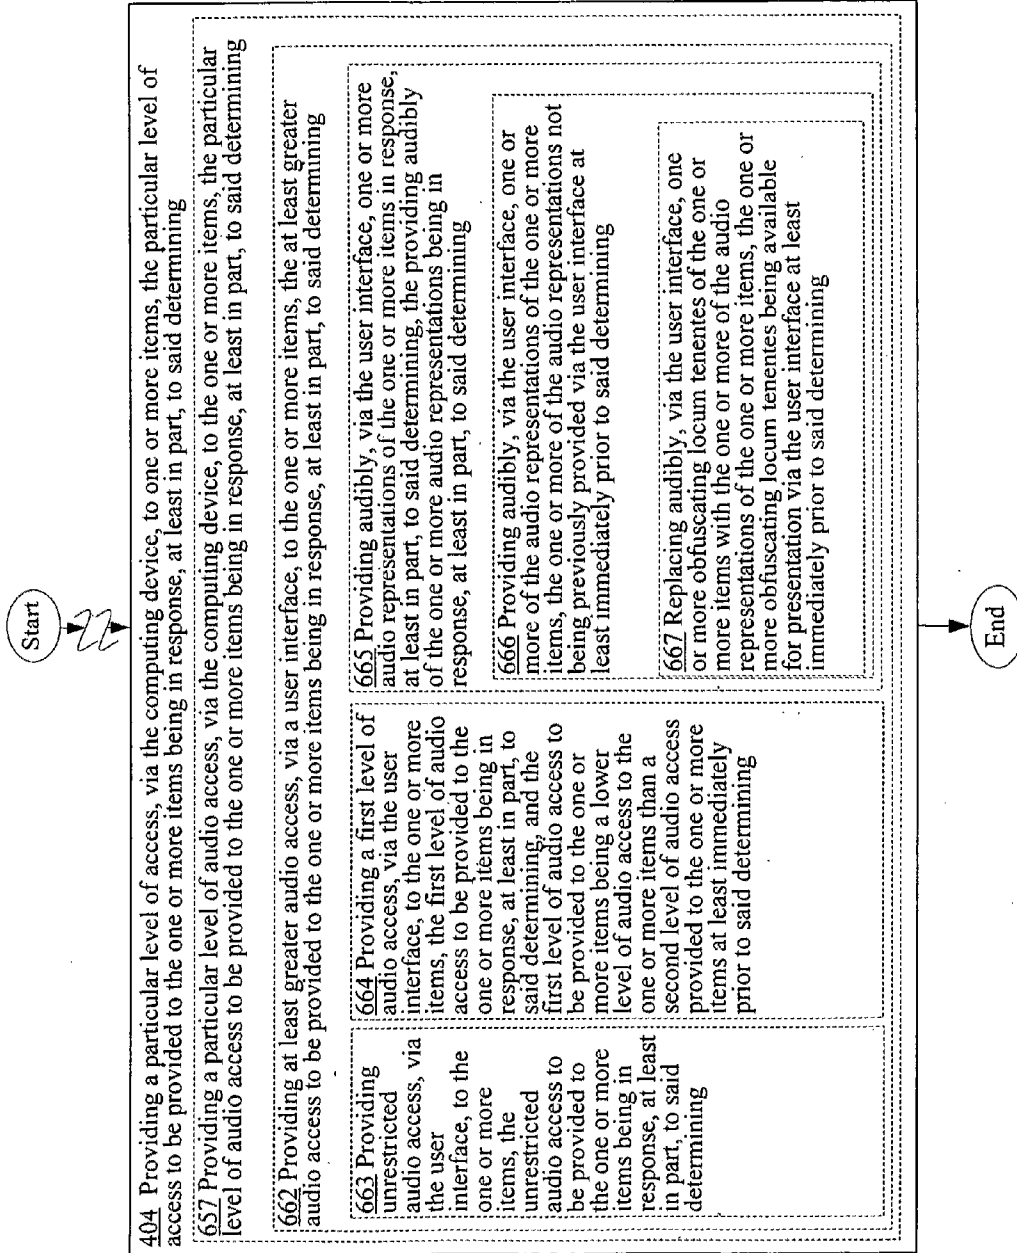 Start
404 Providing a particular level of access, via the computing device, to one or more items, the particular level of
access to be provided to the one or more items being in response, at least in part, to said determining
657 Providing a particular level of audio access, via the computing device, to the one or more items, the particular
level of audio access to be provided to the one or more items being in response, at least in part, to said determining
662 Providing at least greater audio access, via a user interface, to the one or more items, the at least greater
audio access to be provided to the one or more items being in response, at least in part, to said determining
663 Providing
unrestricted
audio access, via
the user
interface, to the
one or more
items, the
unrestricted
audio access to
be provided to
the one or more
items being in
response, at least
in part, to said
determining
664 Providing a first level of
audio access, via the user
interface, to the one or more
items, the first level of audio
access to be provided to the
one or more items being in
response, at least in part, to
said determining, and the
first level of audio access to
be provided to the one or
more items being a lower
level of audio access to the
one or more items than a
second level of audio access
provided to the one or more
items at least immediately
prior to said determining
665 Providing audibly, via the user interface, one or more
audio representations of the one or more items in response,
at least in part, to said determining, the providing audibly
of the one or more audio representations being in
response, at least in part, to said determining
666 Providing audibly, via the user interface, one or
more of the audio representations of the one or more
items, the one or more of the audio representations not
being previously provided via the user interface at
least immediately prior to said determining
667 Replacing audibly, via the user interface, one
or more obfuscating locum tenentes of the one or
more items with the one or more of the audio
representations of the one or more items, the one or
more obfuscating locum tenentes being available
for presentation via the user interface at least
immediately prior to said determining
End